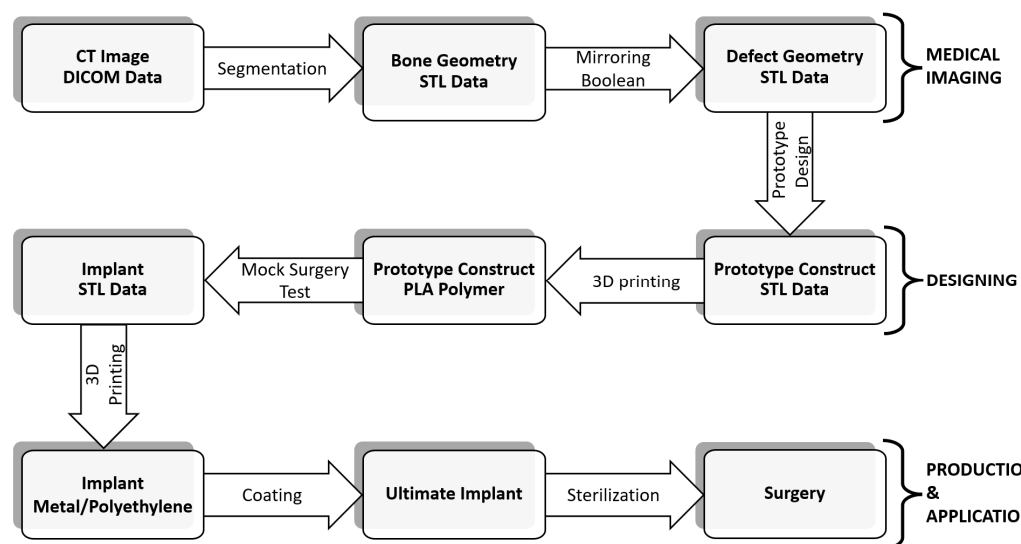 CT Image
DICOM Data
Segmentation
Bone Geometry
STL Data
Mirroring
Boolean
Defect Geometry
STL Data
MEDICAL
IMAGING
Prototype
Design
Implant
STL Data
Mock Surgery
Test
Prototype Construct
PLA Polymer
3D printing
Prototype Construct
STL Data
DESIGNING
3D
Printing
Implant
Metal/Polyethylene
Coating
Ultimate Implant
Sterilization
Surgery
PRODUCTIO
&
APPLICATIO